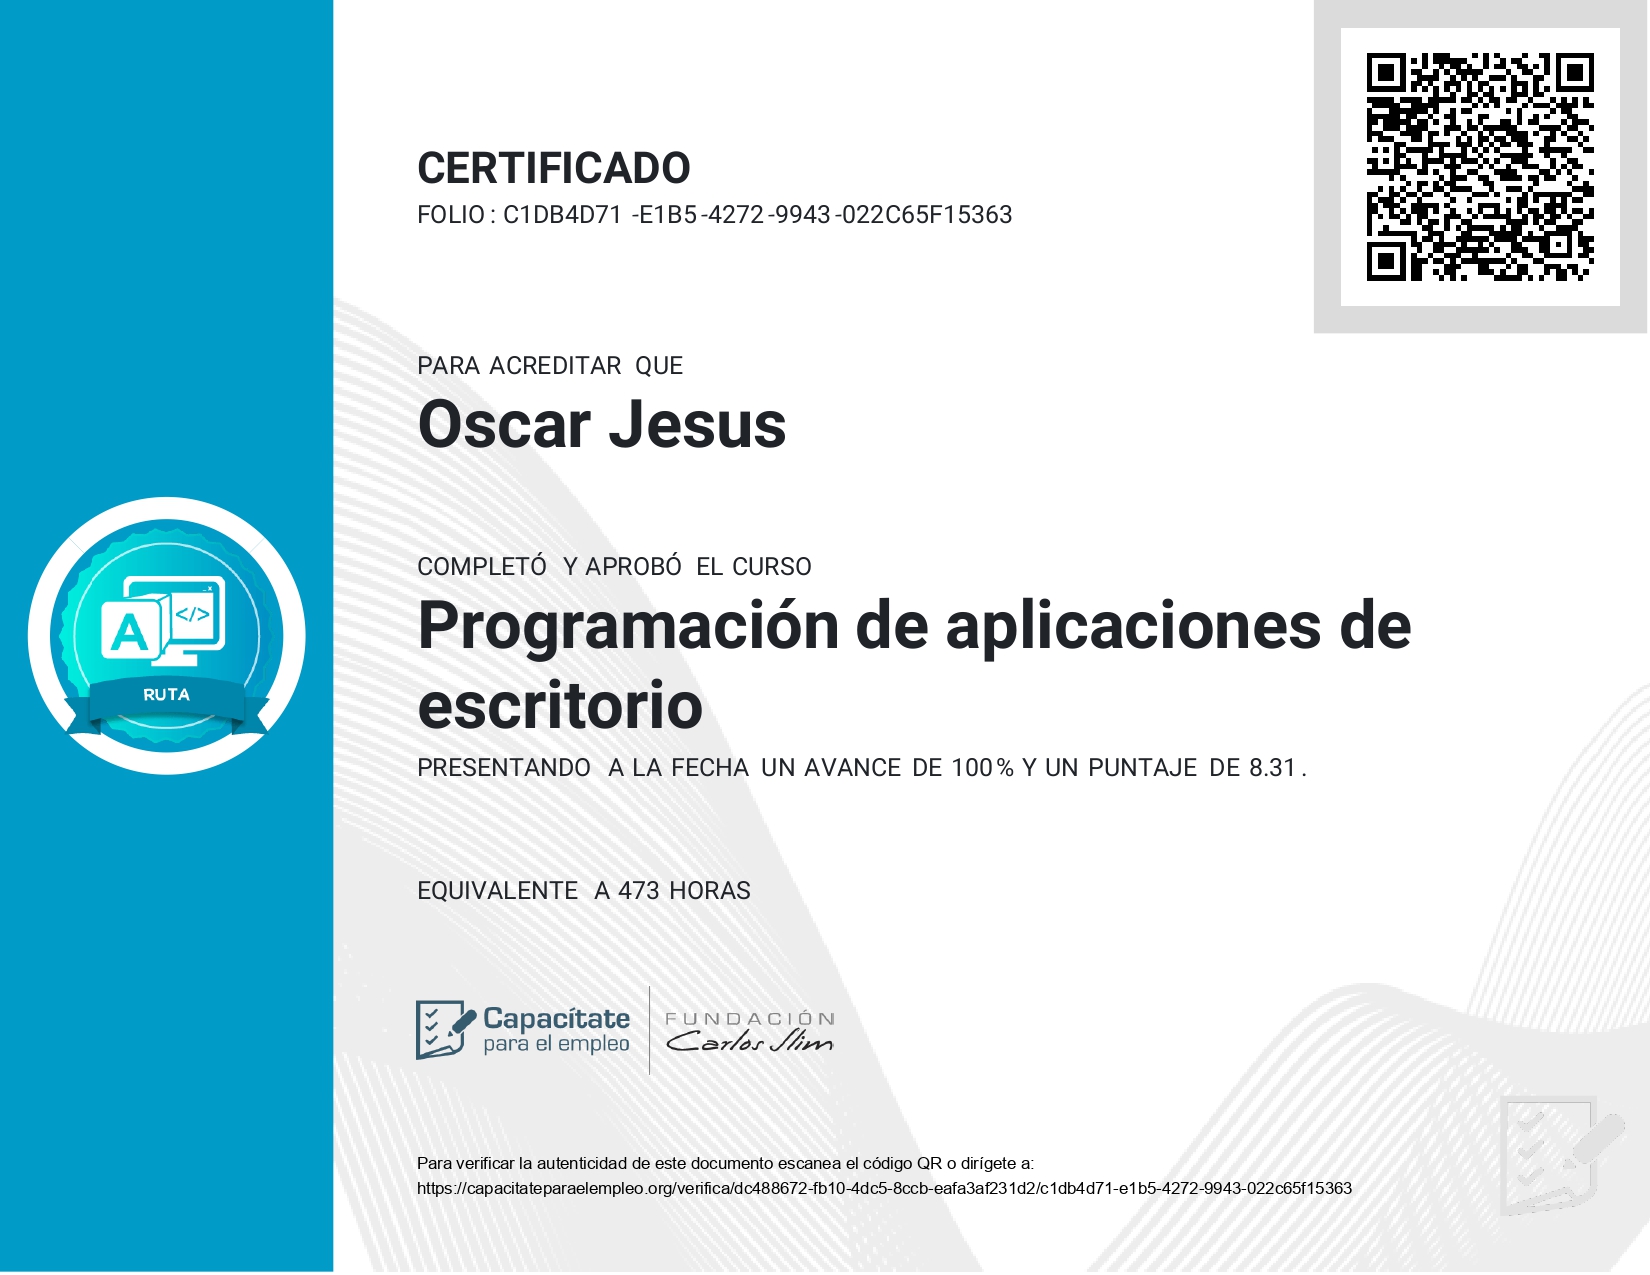 CERTIFICADO
FOLIO: C1DB4D71-E1B5-4272-9943-022C65F15363
PARA ACREDITAR QUE
Oscar Jesus
COMPLETÓ Y APROBÓ EL CURSO
Programación de aplicaciones de
escritorio
PRESENTANDO A LA FECHA UN AVANCE DE 100% Y UN PUNTAJE DE 8.31.
A
</>
RUTA
EQUIVALENTE A 473 HORAS
Capacítate
para el empleo
FUNDACIÓN
Carlos Slim
Para verificar la autenticidad de este documento escanea el código QR o dirígete a:
https://capacitateparaelempleo.org/verifica/dc488672-fb10-4dc5-8ccb-eafa3af231d2/c1db4d71-e1b5-4272-9943-022c65f15363